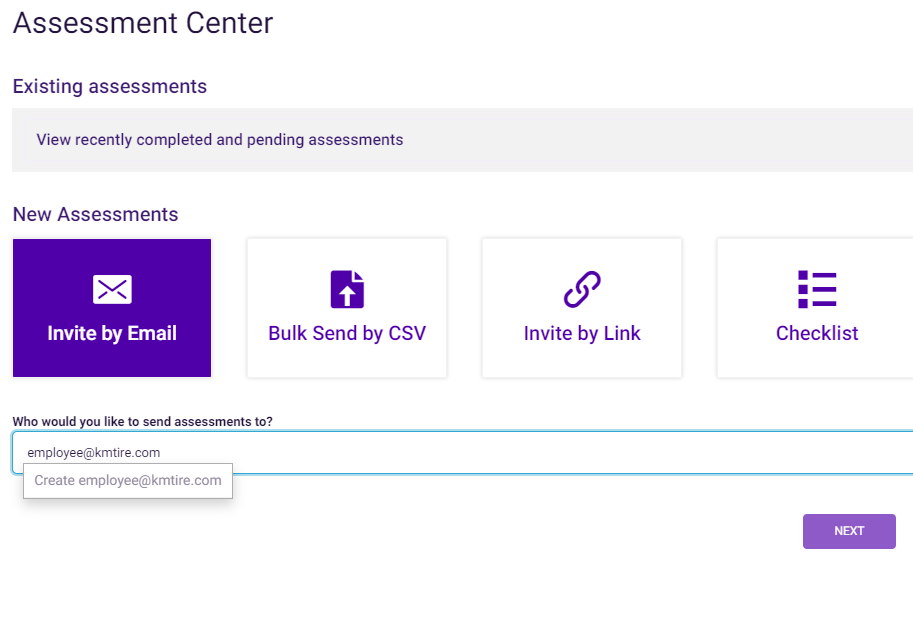 Assessment Center
Existing assessments
View recently completed and pending assessments
New Assessments
Invite by Email
Bulk Send by CSV
Invite by Link
Checklist
Who would you like to send assessments to?
employee@kmtire.com
Create employee@kmtire.com
NEXT